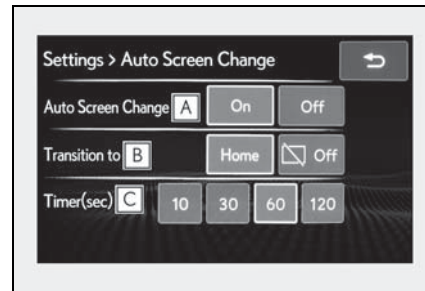 Settings > Auto Screen Change
Auto Screen Change A On Off
Transition to B Home Off
Timer(sec) C 10 30 60 120